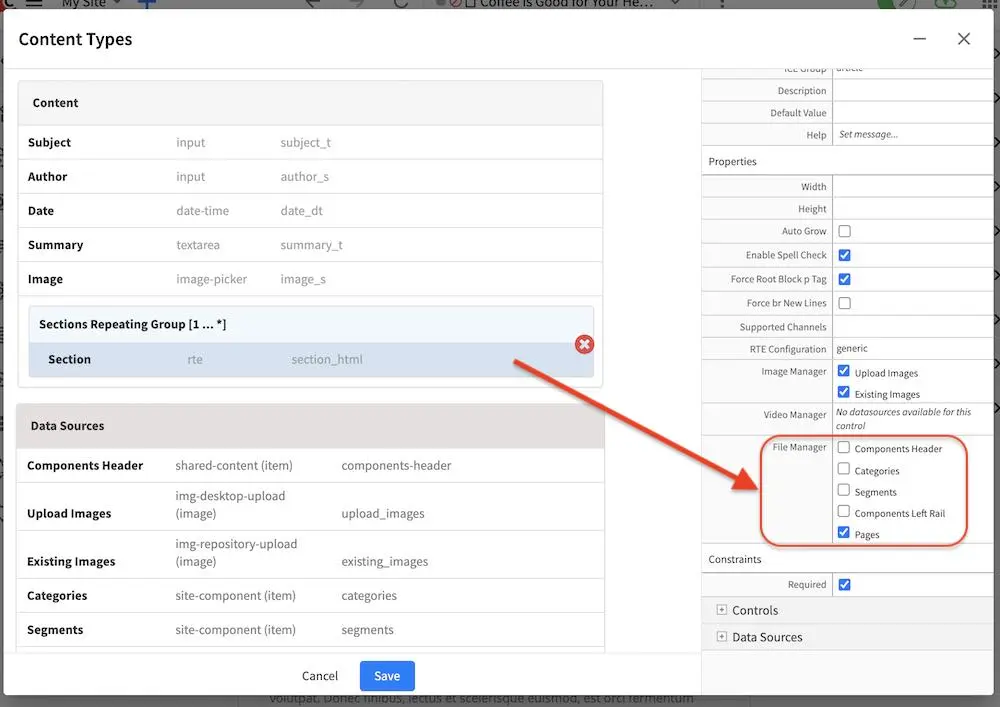 My Site
Coffee is Good for Your He...
Content Types
Content
Subject input subject_t
Author input author_s
Date date-time date_dt
Summary textarea summary_t
Image image-picker image_s
Sections Repeating Group [1 ... *]
Section rte section_html
Data Sources
Components Header shared-content (item) components-header
img-desktop-upload
Upload Images (image) upload_images
img-repository-upload
Existing Images (image) existing_images
Categories site-component (item) categories
Segments site-component (item) segments
Cancel Save
ICE Group article
Description
Default Value
Help Set message...
Properties
Width
Height
Auto Grow
Enable Spell Check
Force Root Block p Tag
Force br New Lines
Supported Channels
RTE Configuration generic
Image Manager Upload Images
Existing Images
Video Manager No datasources available for this
control
File Manager Components Header
Categories
Segments
Components Left Rail
Pages
Constraints
Required
Controls
Data Sources
volutpat. Donec finibus, lectus et scelerisque euismod, est orci fermentum